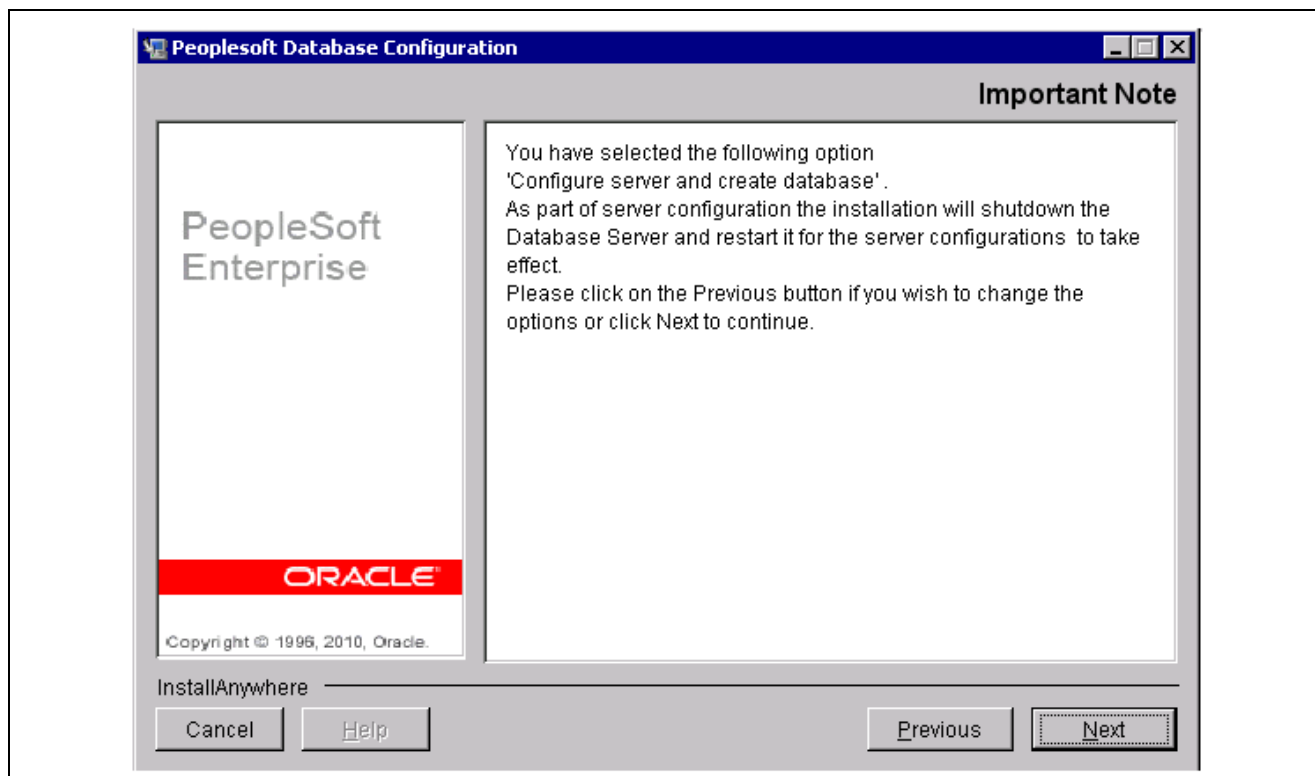 Peoplesoft Database Configuration
Important Note
PeopleSoft
Enterprise
You have selected the following option
'Configure server and create database' .
As part of server configuration the installation will shutdown the
Database Server and restart it for the server configurations  to take
effect.
Please click on the Previous button if you wish to change the
options or click Next to continue.
ORACLE
Copyright © 1996, 2010, Oracle.
InstallAnywhere
Cancel
Help
Previous
Next